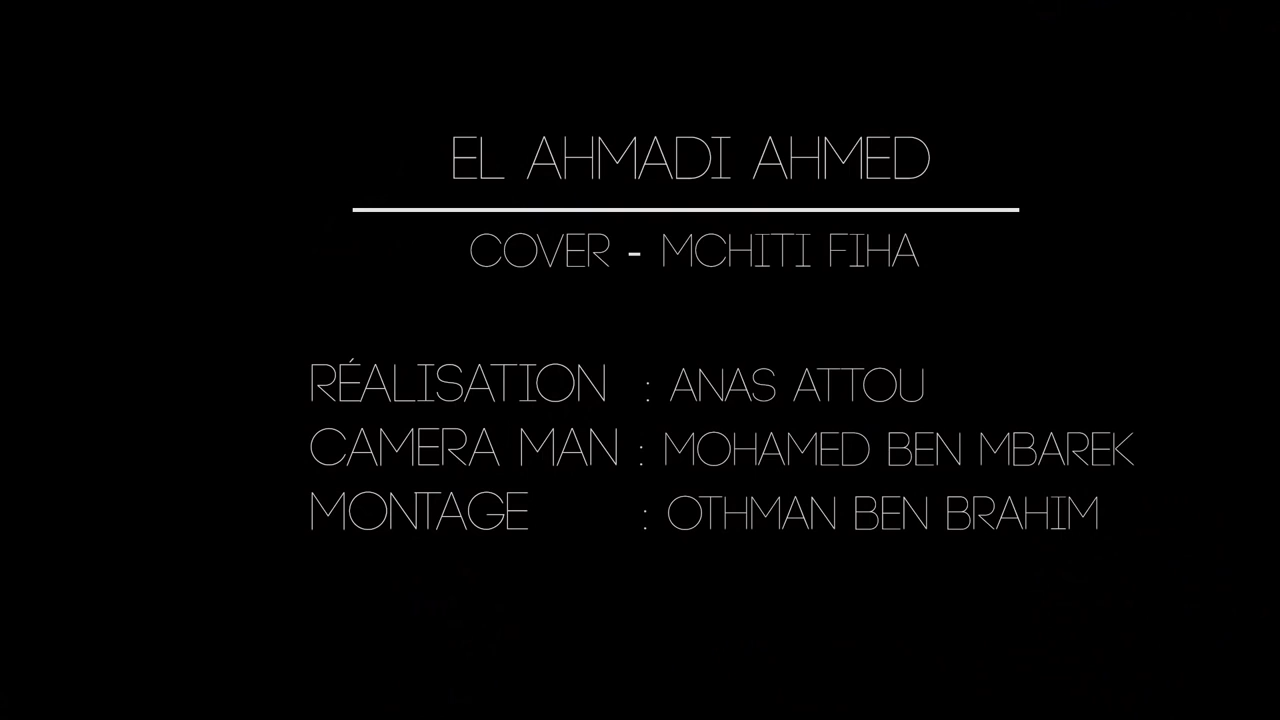 EL AHMADI AHMED
COVER - MCHITI FIHA
RÉALISATION : ANAS ATTOU
CAMERA MAN : MOHAMED BEN MBAREK
MONTAGE : OTHMAN BEN BRAHIM